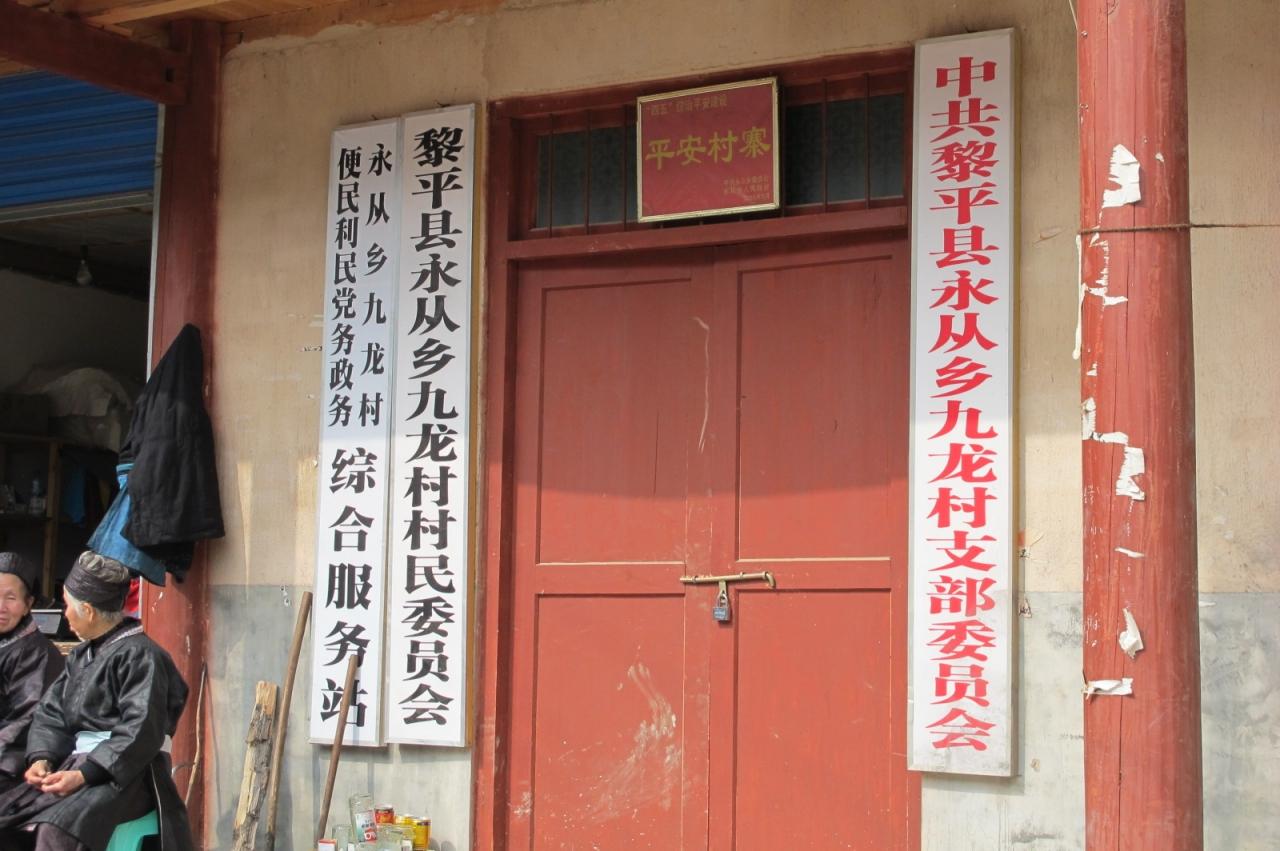 永从乡九龙村
便民利民党务政务
综合服务站
黎平县永从乡九龙村村民委员会
平安村寨
中共黎平县永从乡九龙村支部委员会